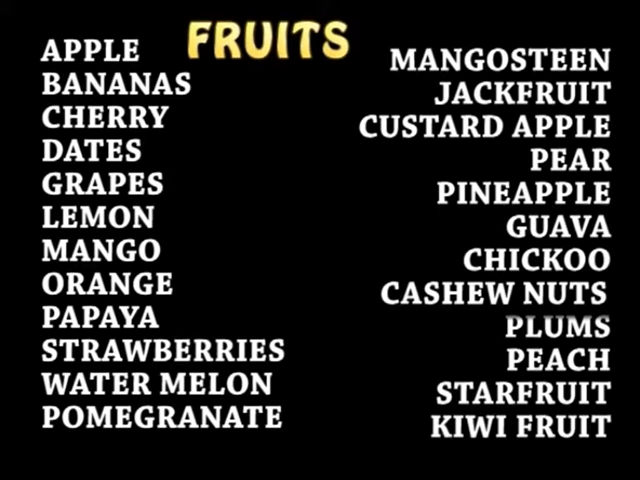 FRUITS
APPLE
BANANAS
CHERRY
DATES
GRAPES
LEMON
MANGO
ORANGE
PAPAYA
STRAWBERRIES
WATER MELON
POMEGRANATE
MANGOSTEEN
JACKFRUIT
CUSTARD APPLE
PEAR
PINEAPPLE
GUAVA
CHICKOO
CASHEW NUTS
PLUMS
PEACH
STARFRUIT
KIWI FRUIT